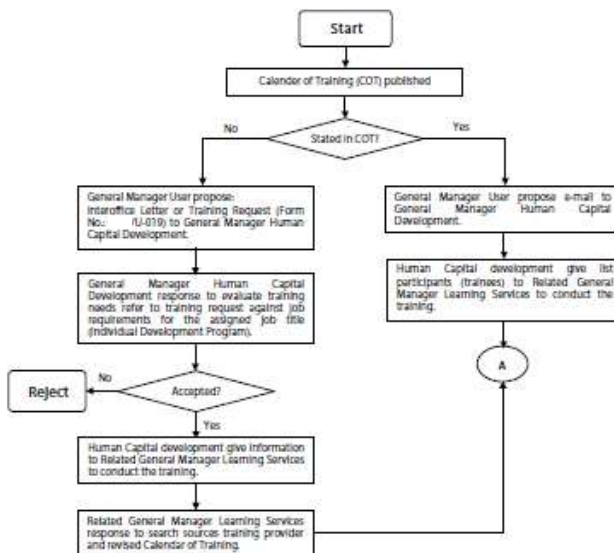 Start
Calender of Training (COT) published
Stated in COT?
No
Yes
General Manager User propose:
Interoffice Letter or Training Request (Form
No.: /U-019) to General Manager Human
Capital Development.
General Manager User propose e-mail to
General Manager Human Capital
Development.
General Manager Human Capital
Development response to evaluate training
needs refer to training request against job
requirements for the assigned job title
(Individual Development Program).
Human Capital development give list
participants (trainees) to Related General
Manager Learning Services to conduct the
training.
A
Accepted?
No
Reject
Yes
Human Capital development give information
to Related General Manager Learning Services
to conduct the training.
Related General Manager Learning Services
response to search sources training provider
and revised Calendar of Training.